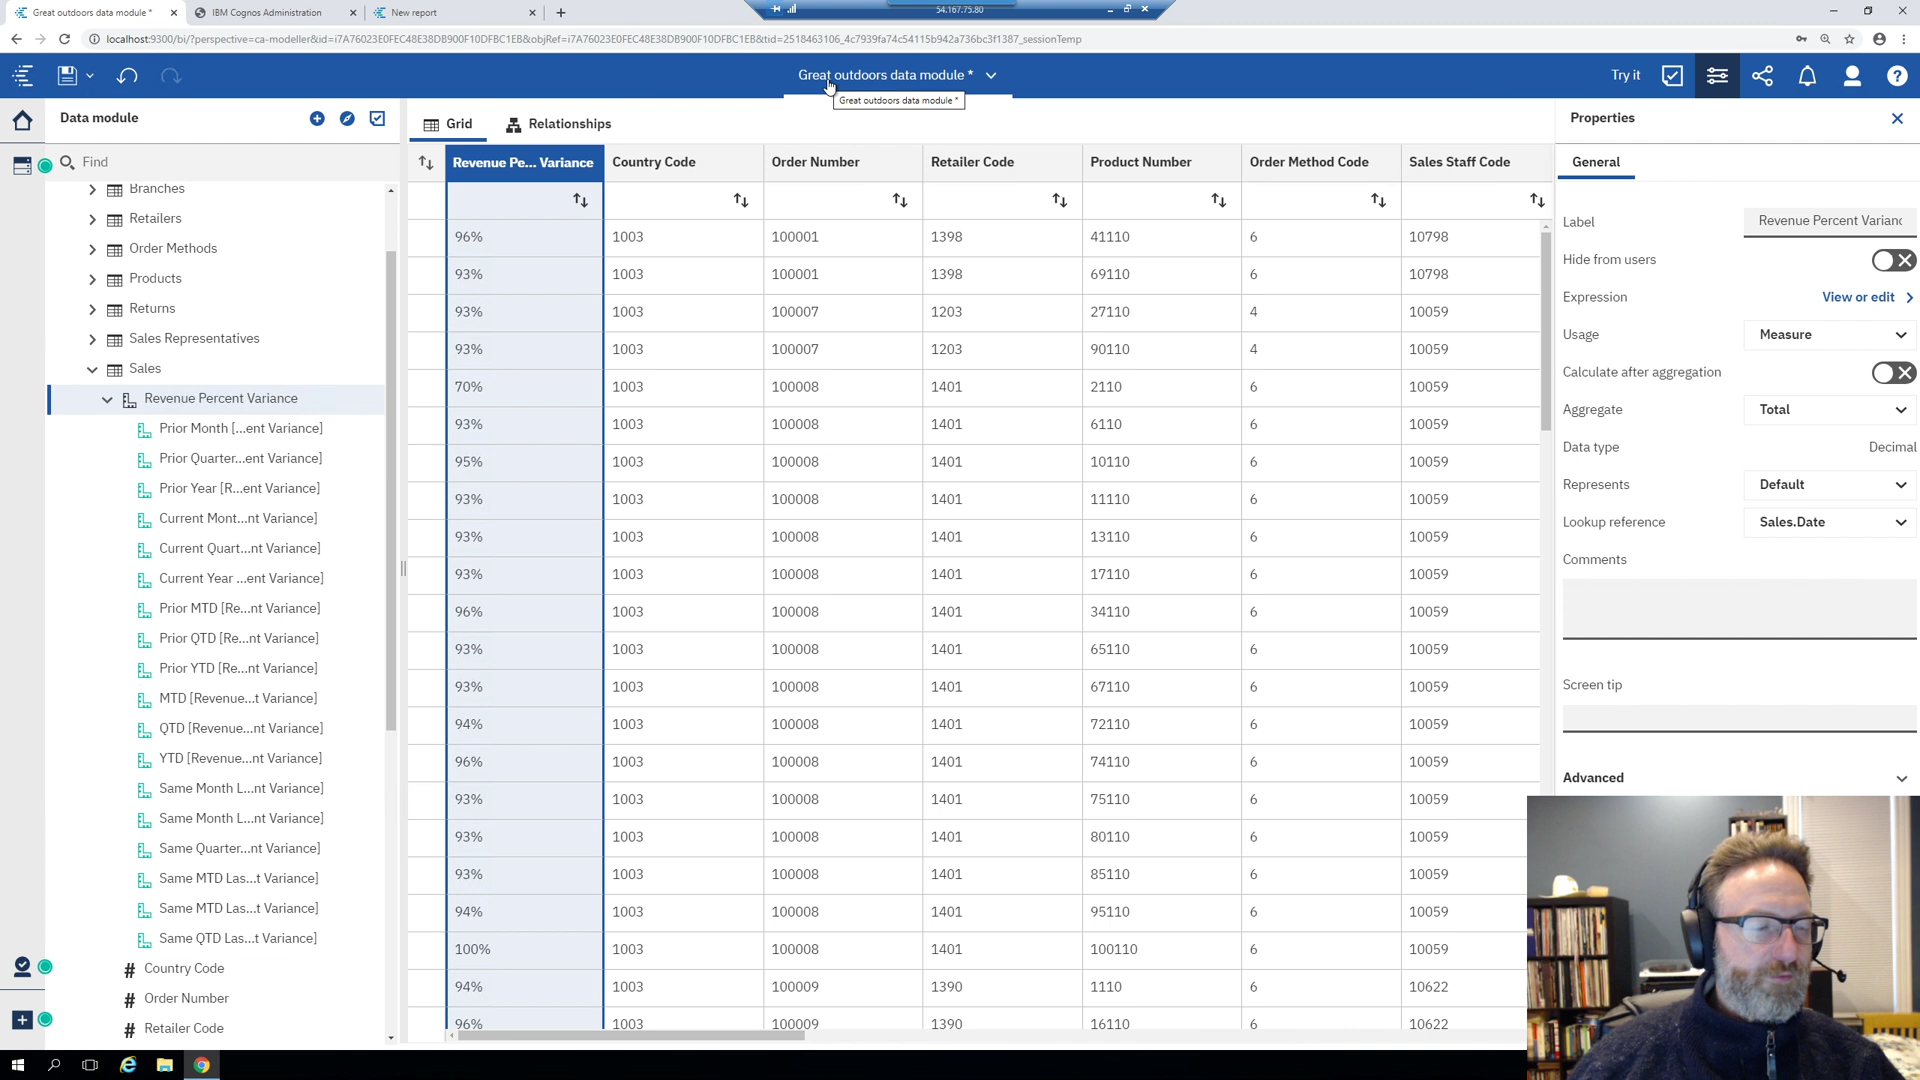 Great outdoors data module *
IBM Cognos Administration
New report
54.167.75.80
localhost:9300/bi/?perspective=ca-modeller&id=i7A76023E0FEC48E38DB900F10DFBC1EB&objRef=i7A76023E0FEC48E38DB900F10DFBC1EB&tid=2518463106_4c7939fa74c54115b942a736bc3f1387_sessionTemp
Great outdoors data module *
Try it
Great outdoors data module *
Data module
Find
Branches
Retailers
Order Methods
Products
Returns
Sales Representatives
Sales
Revenue Percent Variance
Prior Month [...ent Variance]
Prior Quarter...ent Variance]
Prior Year [R...ent Variance]
Current Mont...nt Variance]
Current Quart...nt Variance]
Current Year ...ent Variance]
Prior MTD [Re...nt Variance]
Prior QTD [Re...nt Variance]
Prior YTD [Re...nt Variance]
MTD [Revenue...t Variance]
QTD [Revenue...nt Variance]
YTD [Revenue...nt Variance]
Same Month L...nt Variance]
Same Month L...nt Variance]
Same Quarter...nt Variance]
Same MTD Las...t Variance]
Same MTD Las...t Variance]
Same QTD Las...t Variance]
# Country Code
# Order Number
# Retailer Code
Grid Relationships
Revenue Pe... Variance Country Code Order Number Retailer Code Product Number Order Method Code Sales Staff Code
96% 1003 100001 1398 41110 6 10798
93% 1003 100001 1398 69110 6 10798
93% 1003 100007 1203 27110 4 10059
93% 1003 100007 1203 90110 4 10059
70% 1003 100008 1401 2110 6 10059
93% 1003 100008 1401 6110 6 10059
95% 1003 100008 1401 10110 6 10059
93% 1003 100008 1401 11110 6 10059
93% 1003 100008 1401 13110 6 10059
93% 1003 100008 1401 17110 6 10059
96% 1003 100008 1401 34110 6 10059
93% 1003 100008 1401 65110 6 10059
93% 1003 100008 1401 67110 6 10059
94% 1003 100008 1401 72110 6 10059
96% 1003 100008 1401 74110 6 10059
93% 1003 100008 1401 75110 6 10059
93% 1003 100008 1401 80110 6 10059
93% 1003 100008 1401 85110 6 10059
94% 1003 100008 1401 95110 6 10059
100% 1003 100008 1401 100110 6 10059
94% 1003 100009 1390 1110 6 10622
96% 1003 100009 1390 16110 6 10622
Properties
General
Label Revenue Percent Varianc
Hide from users
Expression View or edit
Usage Measure
Calculate after aggregation
Aggregate Total
Data type Decimal
Represents Default
Lookup reference Sales.Date
Comments
Screen tip
Advanced